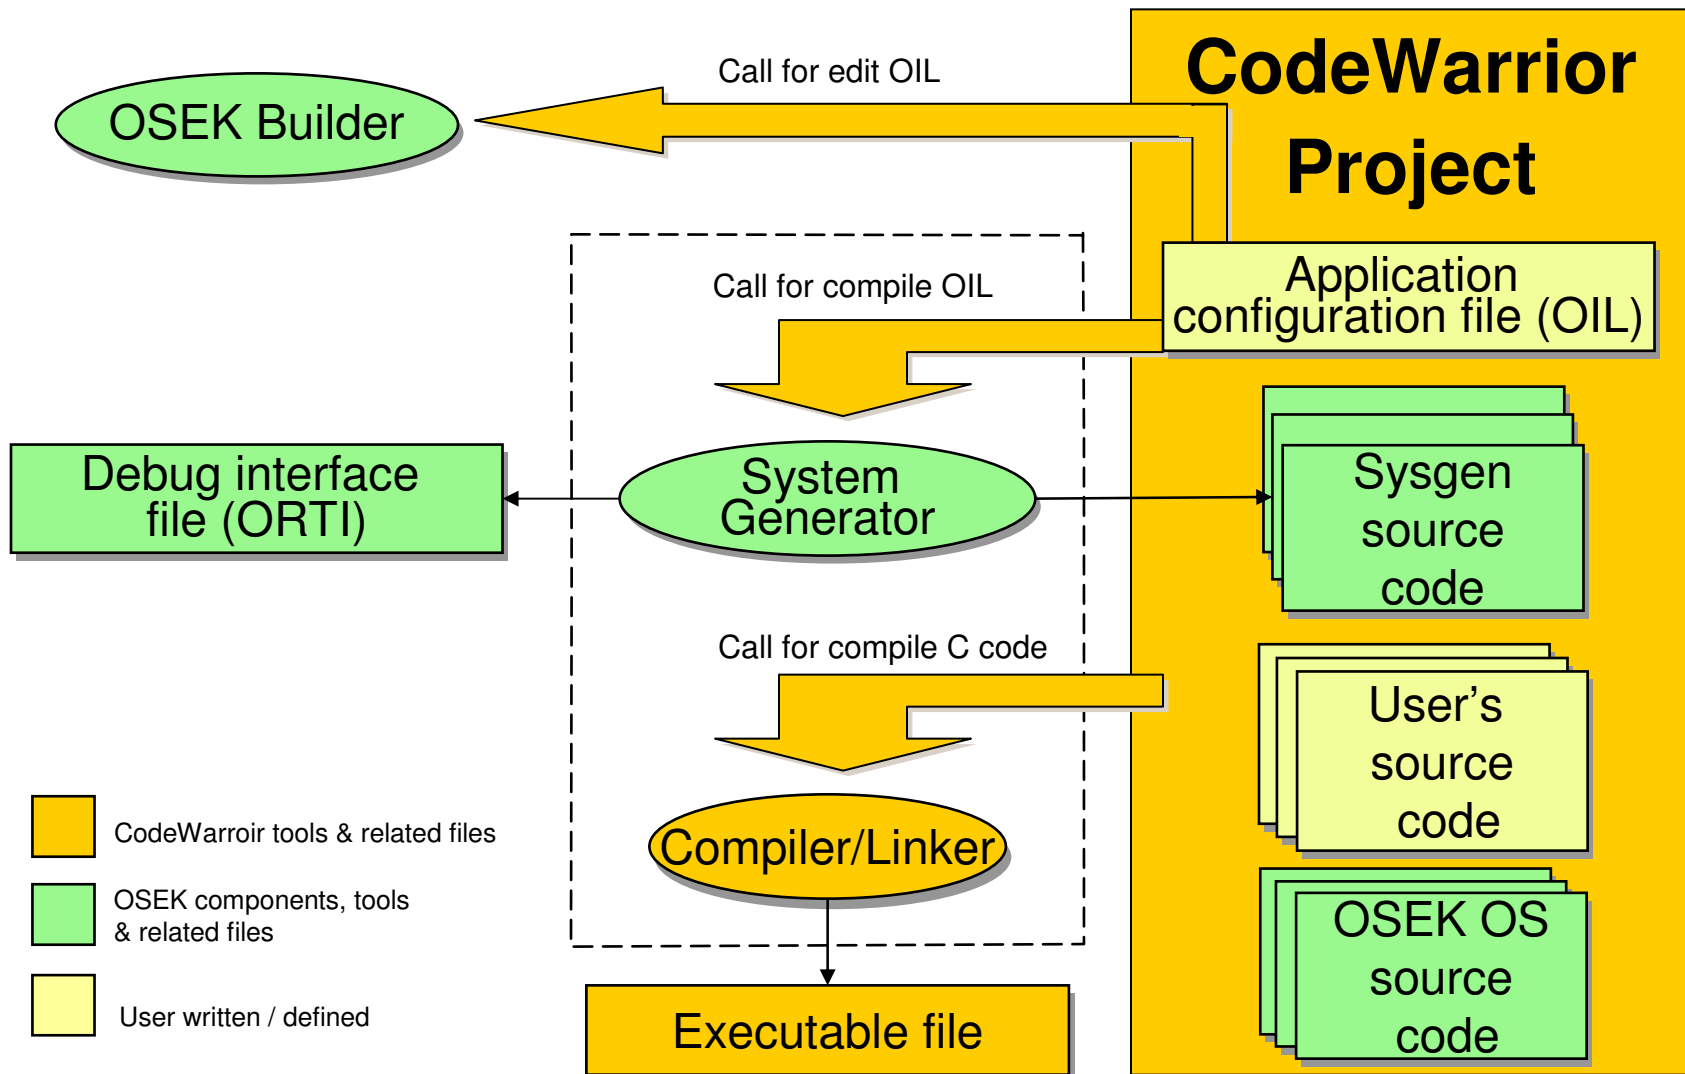 Call for edit OIL
CodeWarrior
Project
OSEK Builder
Call for compile OIL
Application
configuration file (OIL)
Debug interface
file (ORTI)
System
Generator
Sysgen
source
code
Call for compile C code
User’s
source
code
Compiler/Linker
CodeWarroir tools & related files
OSEK components, tools
& related files
User written / defined
OSEK OS
source
code
Executable file